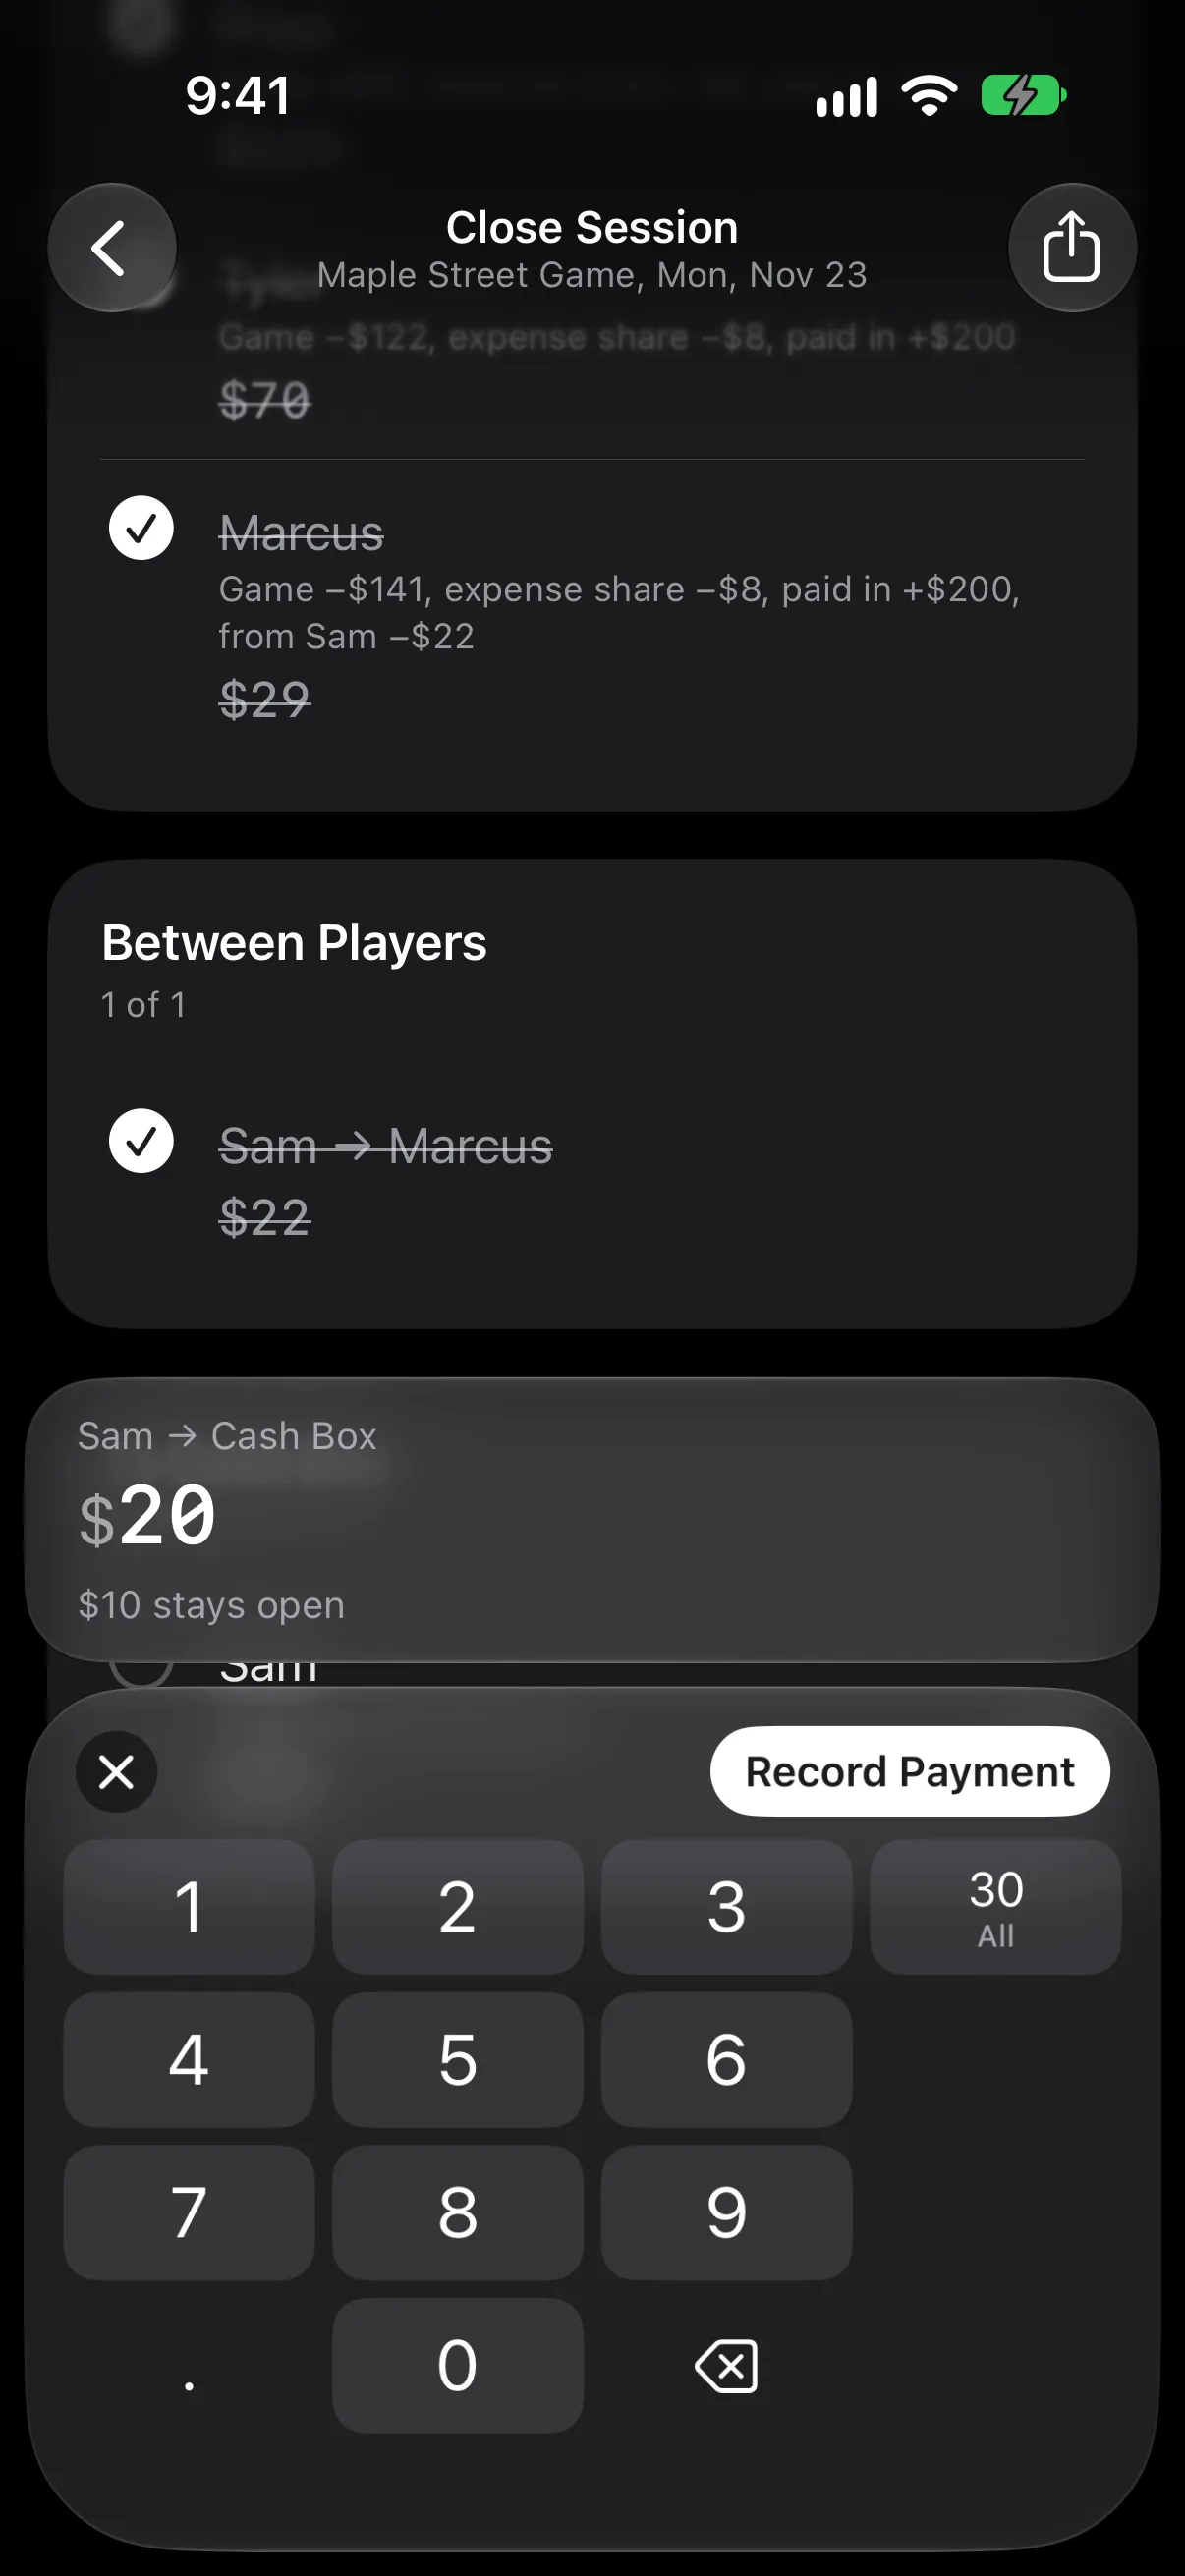 9:41
Close Session
Maple Street Game, Mon, Nov 23
Tyler
Game –$122, expense share –$8, paid in +$200
$70
Marcus
Game –$141, expense share –$8, paid in +$200,
from Sam –$22
$29
Between Players
1 of 1
Sam → Marcus
$22
Sam → Cash Box
$20
$10 stays open
Sam
Record Payment
1
2
3
30
All
4
5
6
7
8
9
.
0